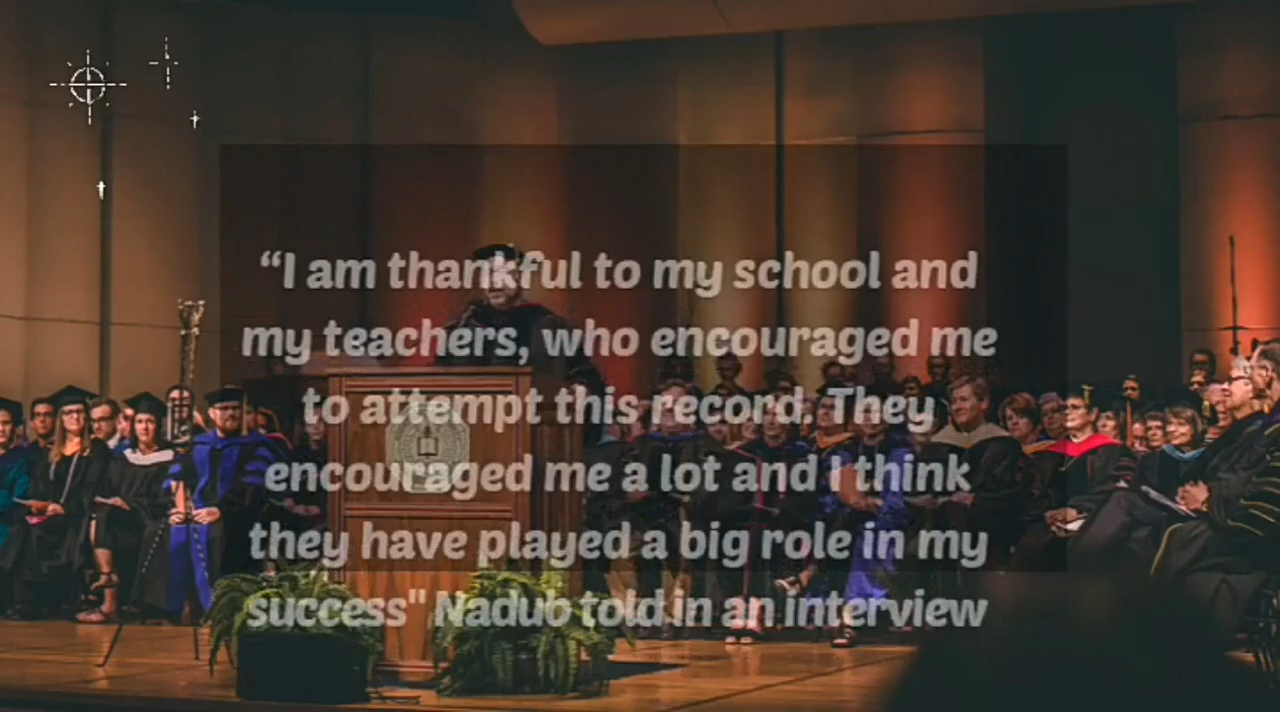 “I am thankful to my school and
my teachers, who encouraged me
to attempt this record. They
encouraged me a lot and I think
they have played a big role in my
success" Nadub told in an interview